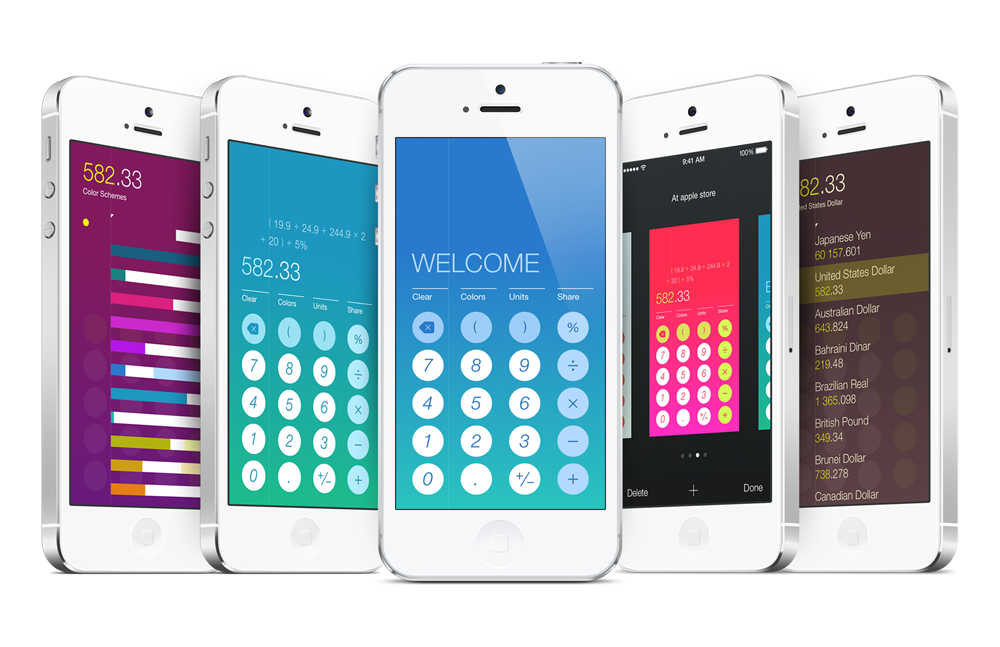 582.33
Color Schemes
( 19.9 + 24.9 + 244.9 × 2
+ 20 ) + 5%
582.33
Clear Colors Units Share
( ) %
7 8 9 ÷
4 5 6 ×
1 2 3 −
0 . +/− +
WELCOME
Clear Colors Units Share
( ) %
7 8 9 ÷
4 5 6 ×
1 2 3 −
0 . +/− +
9:41 AM 100%
At apple store
( 19.9 + 24.9 + 244.9 × 2
+ 20 ) + 5%
582.33
Clear Colors Units Share
( ) %
7 8 9 ÷
4 5 6 ×
1 2 3 −
0 . +/− +
Delete + Done
82.33
ted States Dollar
Japanese Yen
60 157.601
United States Dollar
582.33
Australian Dollar
643.824
Bahraini Dinar
219.48
Brazilian Real
1 365.098
British Pound
349.34
Brunei Dollar
738.278
Canadian Dollar